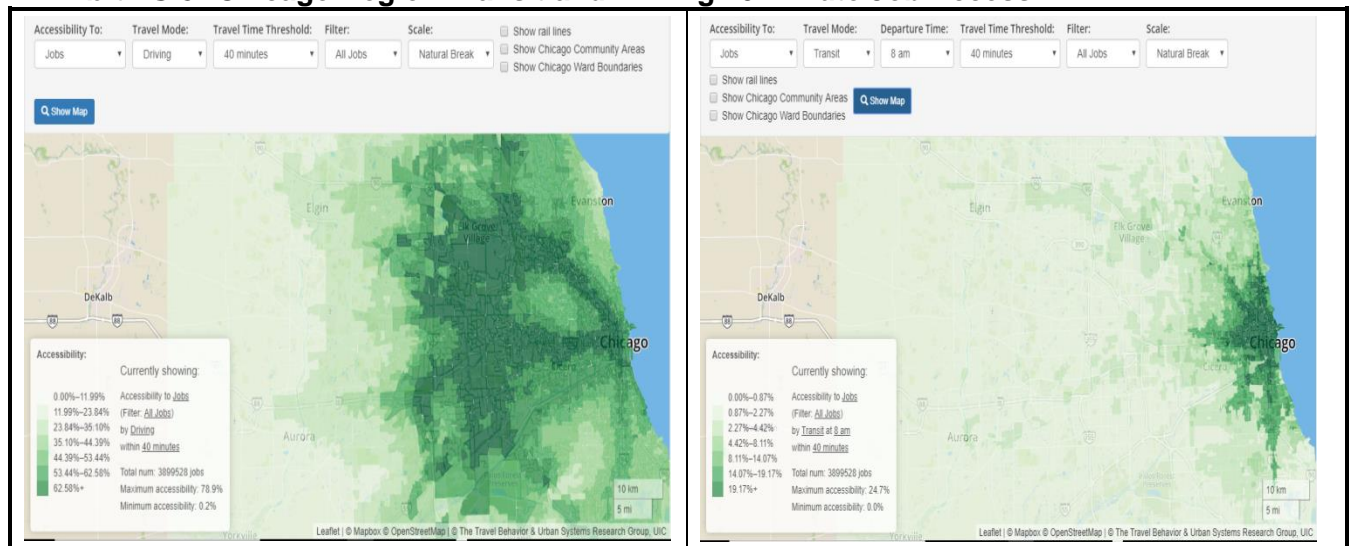 Accessibility To: Travel Mode: Travel Time Threshold: Filter: Scale:
Jobs Driving 40 minutes All Jobs Natural Break
Show rail lines
Show Chicago Community Areas
Show Chicago Ward Boundaries
Show Map
Elgin
Evanston
Elk Grove
Village
DeKalb
88
88
Chicago
Cicero
Aurora
Yorkville
Accessibility:
Currently showing:
0.00%–11.99%
11.99%–23.84%
23.84%–35.10%
35.10%–44.39%
44.39%–53.44%
53.44%–62.58%
62.58%+
Accessibility to Jobs
(Filter: All Jobs)
by Driving
within 40 minutes
Total num: 3899528 jobs
Maximum accessibility: 78.9%
Minimum accessibility: 0.2%
10 km
5 mi
Leaflet | © Mapbox © OpenStreetMap | © The Travel Behavior & Urban Systems Research Group, UIC
Accessibility To: Travel Mode: Departure Time: Travel Time Threshold: Filter: Scale:
Jobs Transit 8 am 40 minutes All Jobs Natural Break
Show rail lines
Show Chicago Community Areas
Show Chicago Ward Boundaries
Show Map
Elgin
Evanston
Elk Grove
Village
DeKalb
88
88
Chicago
Cicero
Aurora
Yorkville
Accessibility:
Currently showing:
0.00%–0.87%
0.87%–2.27%
2.27%–4.42%
4.42%–8.11%
8.11%–14.07%
14.07%–19.17%
19.17%+
Accessibility to Jobs
(Filter: All Jobs)
by Transit at 8 am
within 40 minutes
Total num: 3899528 jobs
Maximum accessibility: 24.7%
Minimum accessibility: 0.0%
10 km
5 mi
Leaflet | © Mapbox © OpenStreetMap | © The Travel Behavior & Urban Systems Research Group, UIC